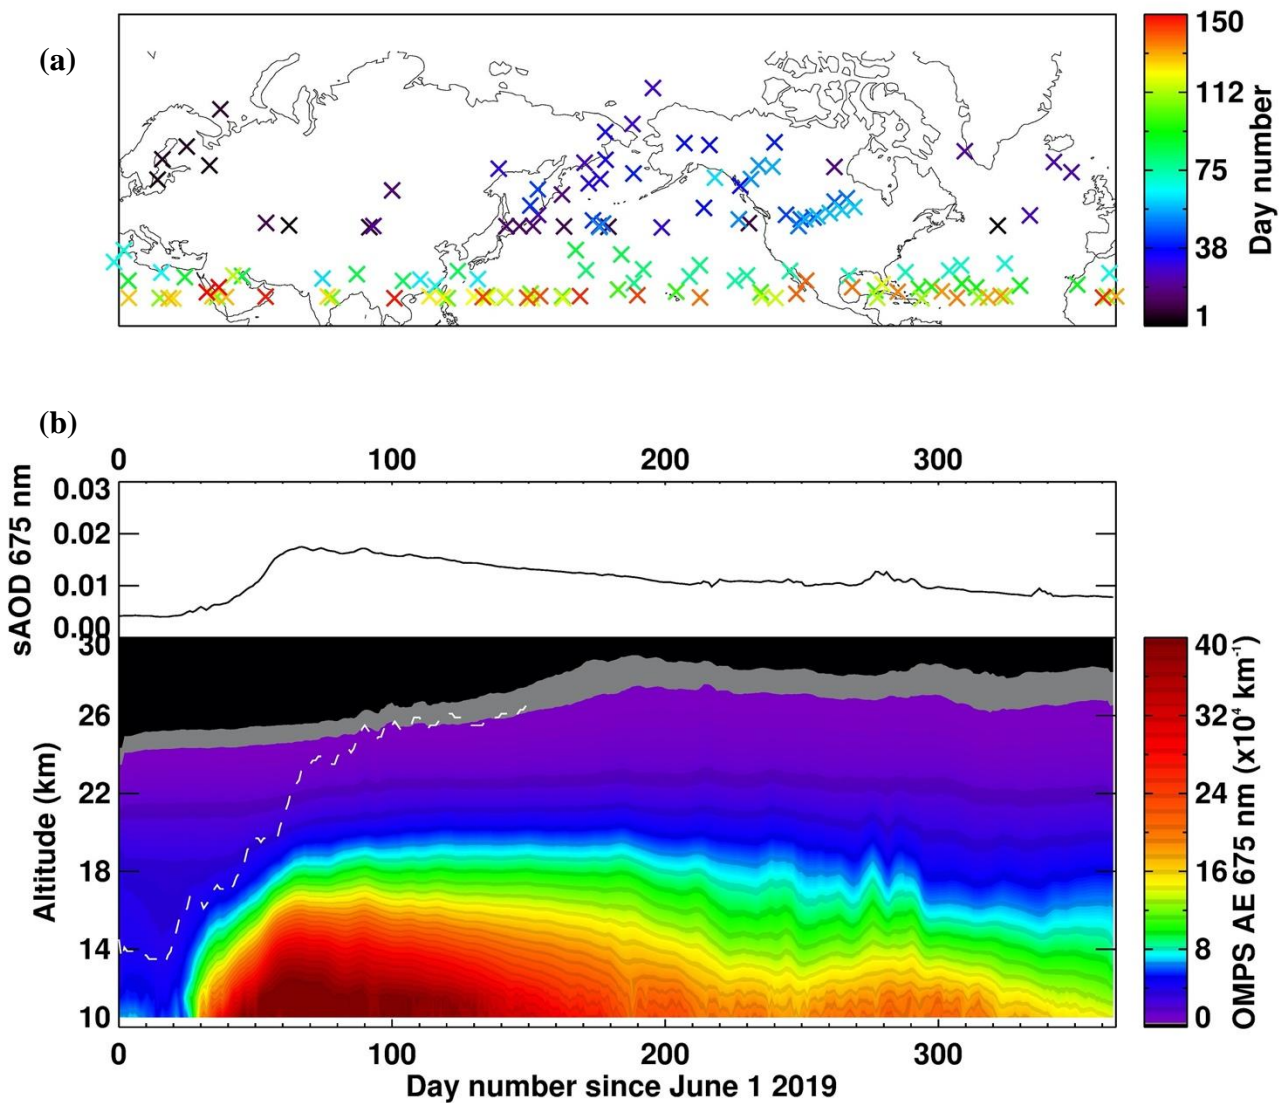 (a)
150
112
75
38
1
Day number
(b)
0 100 200 300
0.03
0.02
0.01
0.00
sAOD 675 nm
30
26
22
18
14
10
Altitude (km)
40
32
24
16
8
0
OMPS AE 675 nm (x10⁴ km⁻¹)
0 100 200 300
Day number since June 1 2019